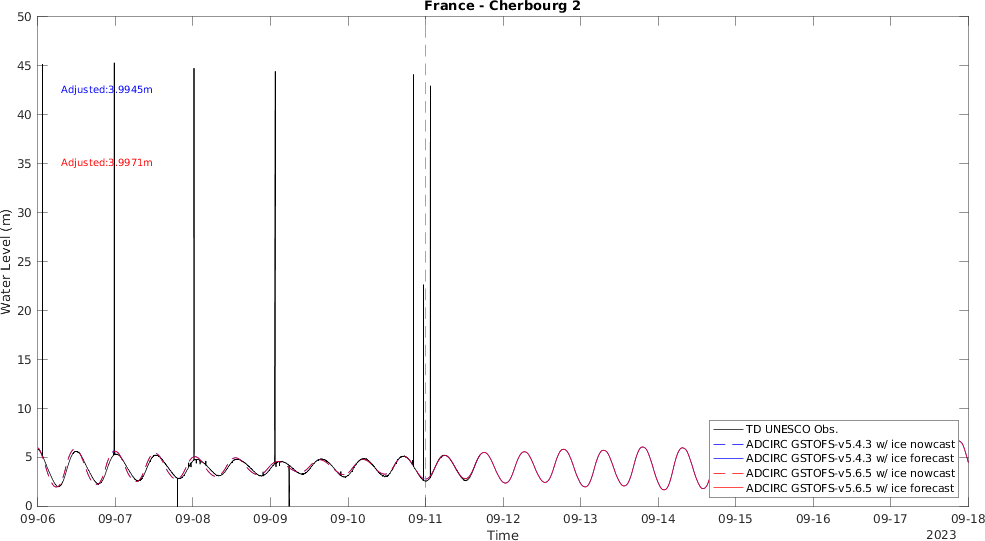 France - Cherbourg 2
50
45
40
35
30
25
20
15
10
5
0
Water Level (m)
Adjusted:3.9945m
Adjusted:3.9971m
TD UNESCO Obs.
ADCIRC GSTOFS-v5.4.3 w/ ice nowcast
ADCIRC GSTOFS-v5.4.3 w/ ice forecast
ADCIRC GSTOFS-v5.6.5 w/ ice nowcast
ADCIRC GSTOFS-v5.6.5 w/ ice forecast
09-06 09-07 09-08 09-09 09-10 09-11 09-12 09-13 09-14 09-15 09-16 09-17 09-18
Time
2023